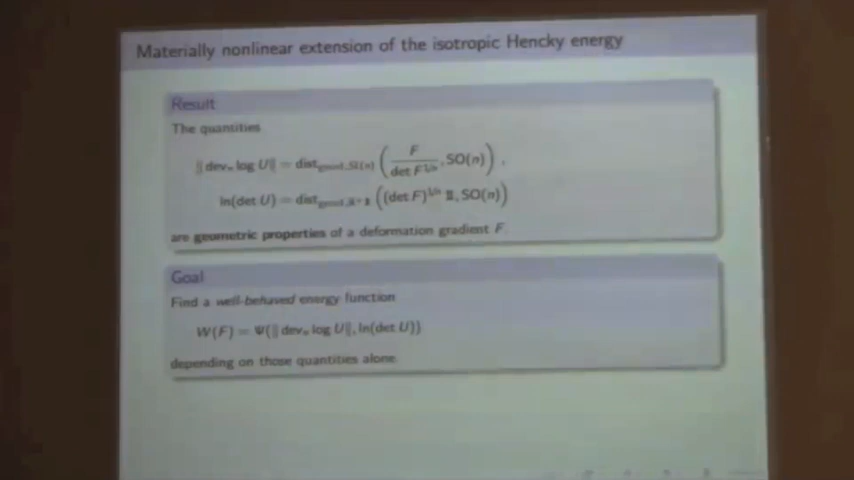 Materially nonlinear extension of the isotropic Hencky energy
Result
The quantities
‖ devₙ log U‖ = dist_geod,SL(n) ( F / det F^1/n , SO(n) ) ,
ln(det U) = dist_geod,ℝ⁺·𝟙 ( (det F)^1/n 𝟙, SO(n) )
are geometric properties of a deformation gradient F.
Goal
Find a well-behaved energy function
W(F) = Ψ(‖ devₙ log U‖, ln(det U))
depending on those quantities alone.